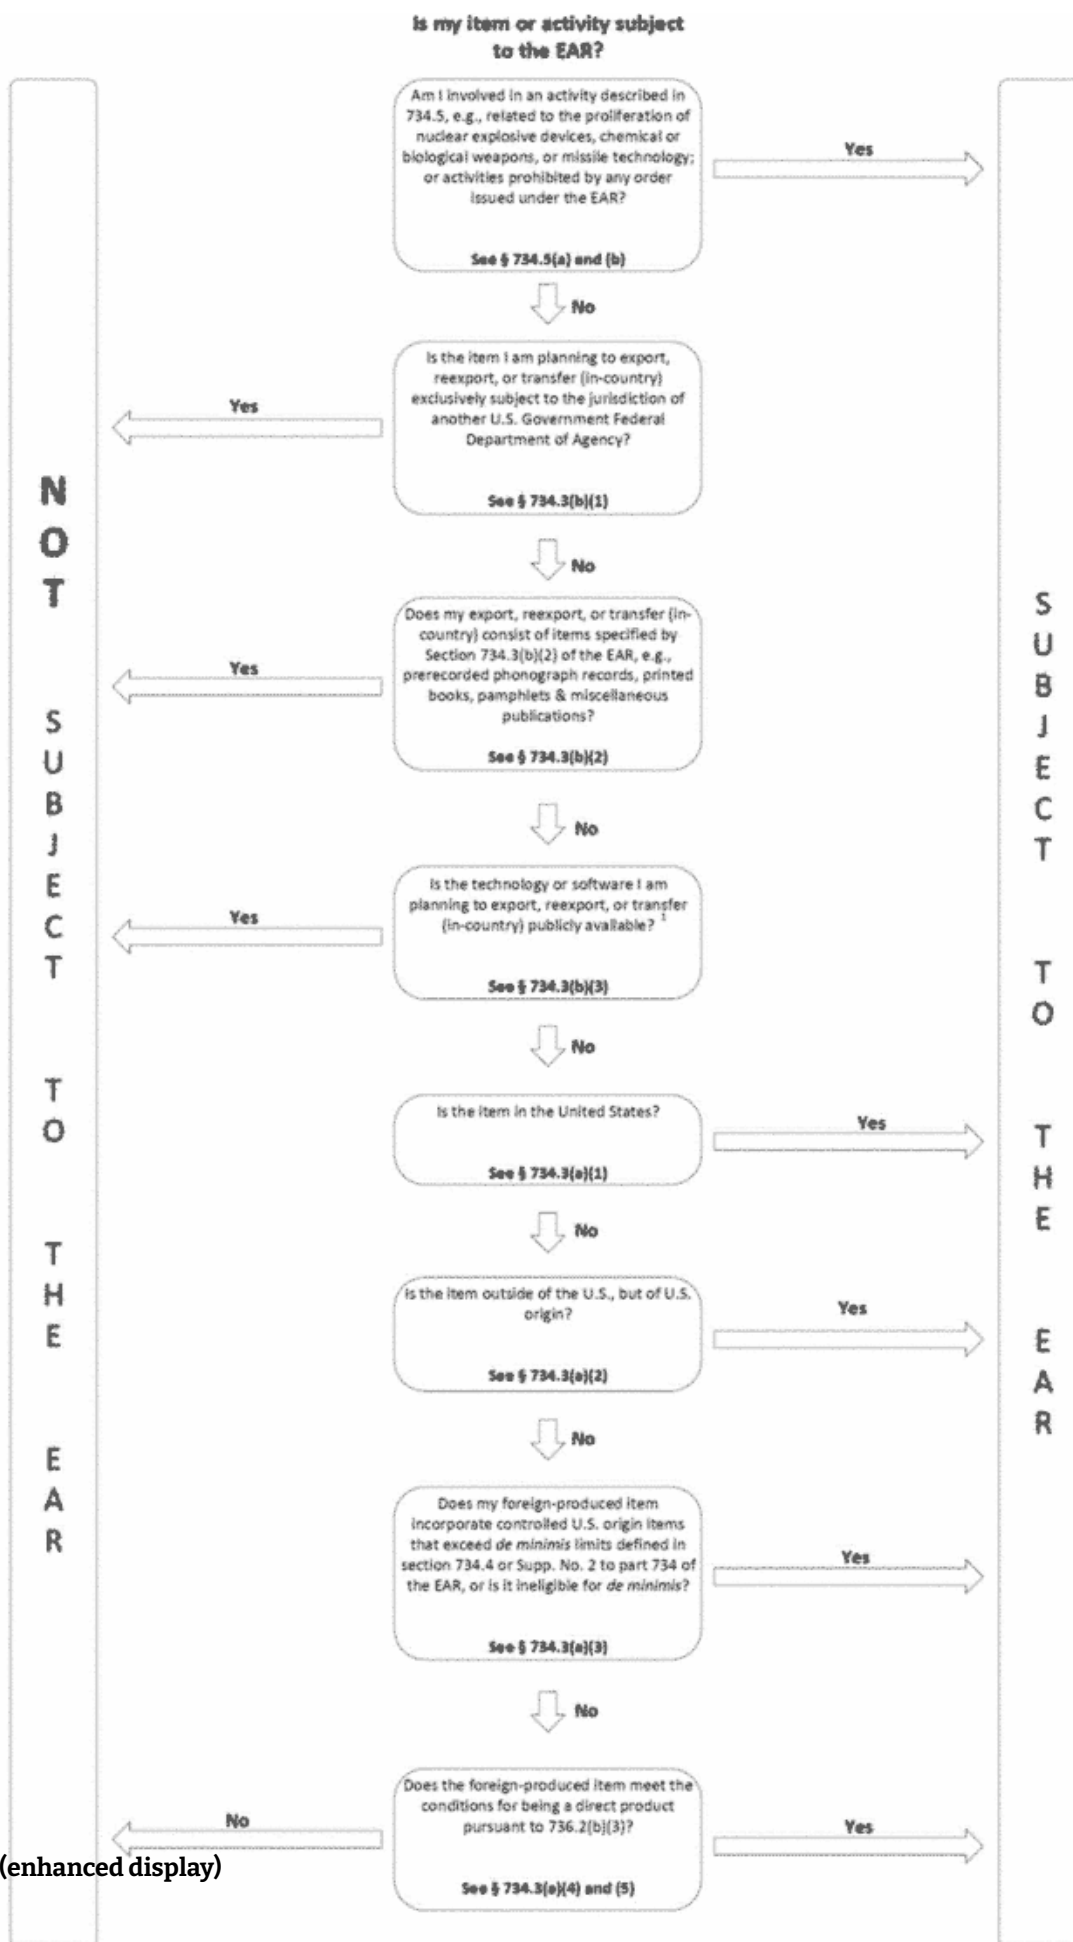 Is my item or activity subject
to the EAR?
Am I involved in an activity described in
734.5, e.g., related to the proliferation of
nuclear explosive devices, chemical or
biological weapons, or missile technology;
or activities prohibited by any order
issued under the EAR?
See § 734.5(a) and (b)
Yes
No
Is the item I am planning to export,
reexport, or transfer (in-country)
exclusively subject to the jurisdiction of
another U.S. Government Federal
Department of Agency?
See § 734.3(b)(1)
Yes
No
Does my export, reexport, or transfer (in-
country) consist of items specified by
Section 734.3(b)(2) of the EAR, e.g.,
prerecorded phonograph records, printed
books, pamphlets & miscellaneous
publications?
See § 734.3(b)(2)
Yes
No
Is the technology or software I am
planning to export, reexport, or transfer
(in-country) publicly available? 1
See § 734.3(b)(3)
Yes
No
Is the item in the United States?
See § 734.3(a)(1)
Yes
No
Is the item outside of the U.S., but of U.S.
origin?
See § 734.3(a)(2)
Yes
No
Does my foreign-produced item
incorporate controlled U.S. origin items
that exceed de minimis limits defined in
section 734.4 or Supp. No. 2 to part 734 of
the EAR, or is it ineligible for de minimis?
See § 734.3(a)(3)
Yes
No
Does the foreign-produced item meet the
conditions for being a direct product
pursuant to 736.2(b)(3)?
See § 734.3(a)(4) and (5)
No
Yes
NOT SUBJECT TO THE EAR
SUBJECT TO THE EAR
(enhanced display)